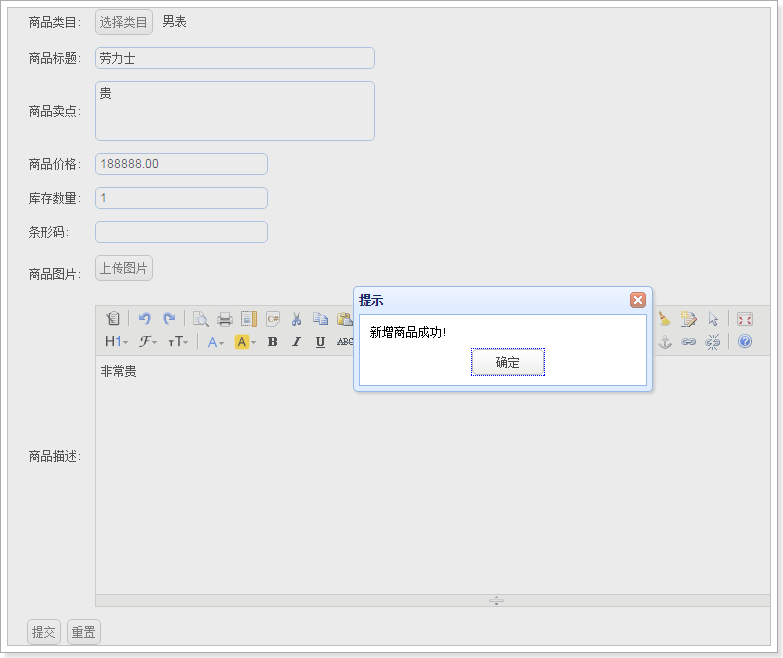 商品类目: 选择类目 男表
商品标题: 劳力士
商品卖点: 贵
商品价格: 188888.00
库存数量: 1
条形码:
商品图片: 上传图片
提示
新增商品成功!
确定
H1 F тT A A B I U ABC
非常贵
商品描述:
提交 重置